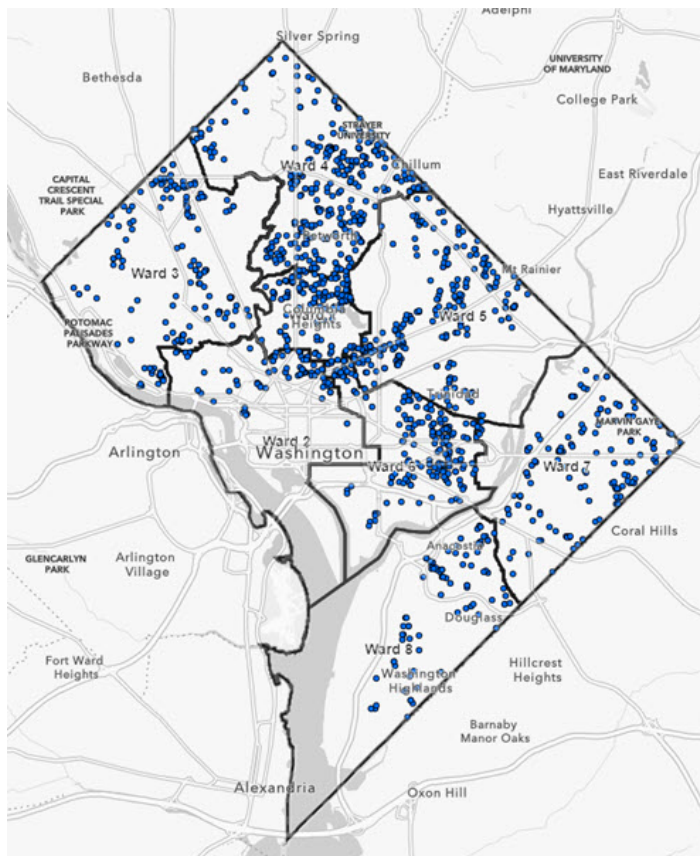 Adelphi
Silver Spring
UNIVERSITY
OF MARYLAND
Bethesda
College Park
STRAYER
UNIVERSITY
Ward 4
Chillum
CAPITAL
CRESCENT
TRAIL SPECIAL
PARK
East Riverdale
Hyattsville
Petworth
Ward 3
Mt Rainier
Columbia
Heights
Ward 5
POTOMAC
PALISADES
PARKWAY
Trinidad
MARVIN GAYE
PARK
Ward 2
Arlington
Washington
Ward 6
Ward 7
Coral Hills
Anacostia
GLENCARLYN
PARK
Arlington
Village
Douglass
Ward 8
Fort Ward
Heights
Washington
Highlands
Hillcrest
Heights
Barnaby
Manor Oaks
Alexandria
Oxon Hill